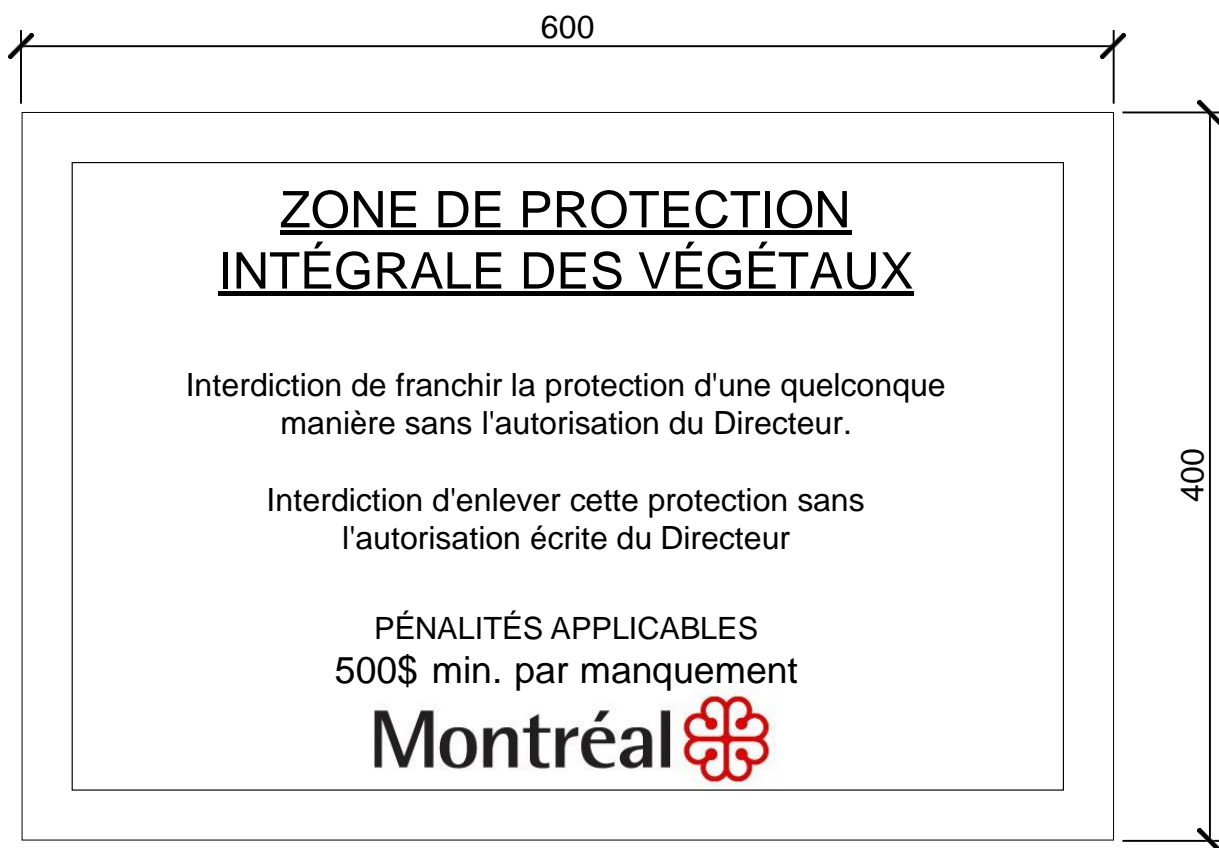 600
ZONE DE PROTECTION
INTÉGRALE DES VÉGÉTAUX
Interdiction de franchir la protection d'une quelconque
manière sans l'autorisation du Directeur.
400
Interdiction d'enlever cette protection sans
l'autorisation écrite du Directeur
PÉNALITÉS APPLICABLES
500$ min. par manquement
Montréal